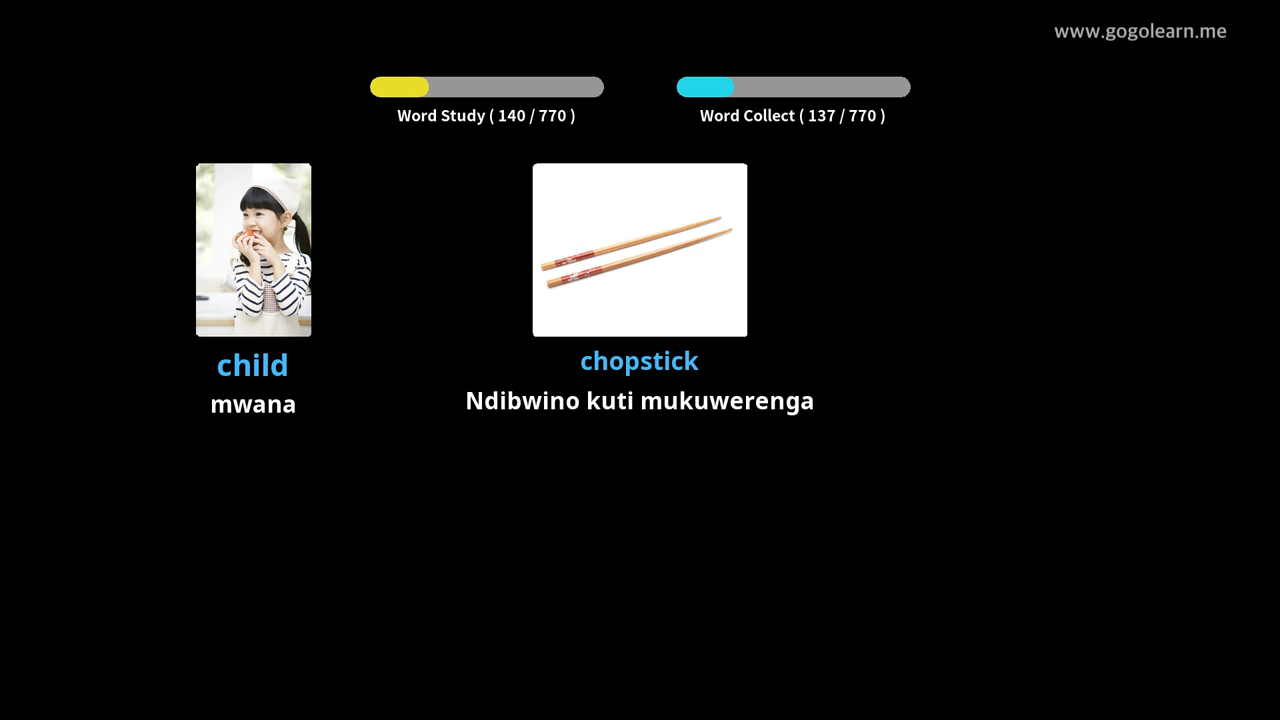 www.gogolearn.me
Word Study ( 140 / 770 )
Word Collect ( 137 / 770 )
child
mwana
chopstick
Ndibwino kuti mukuwerenga